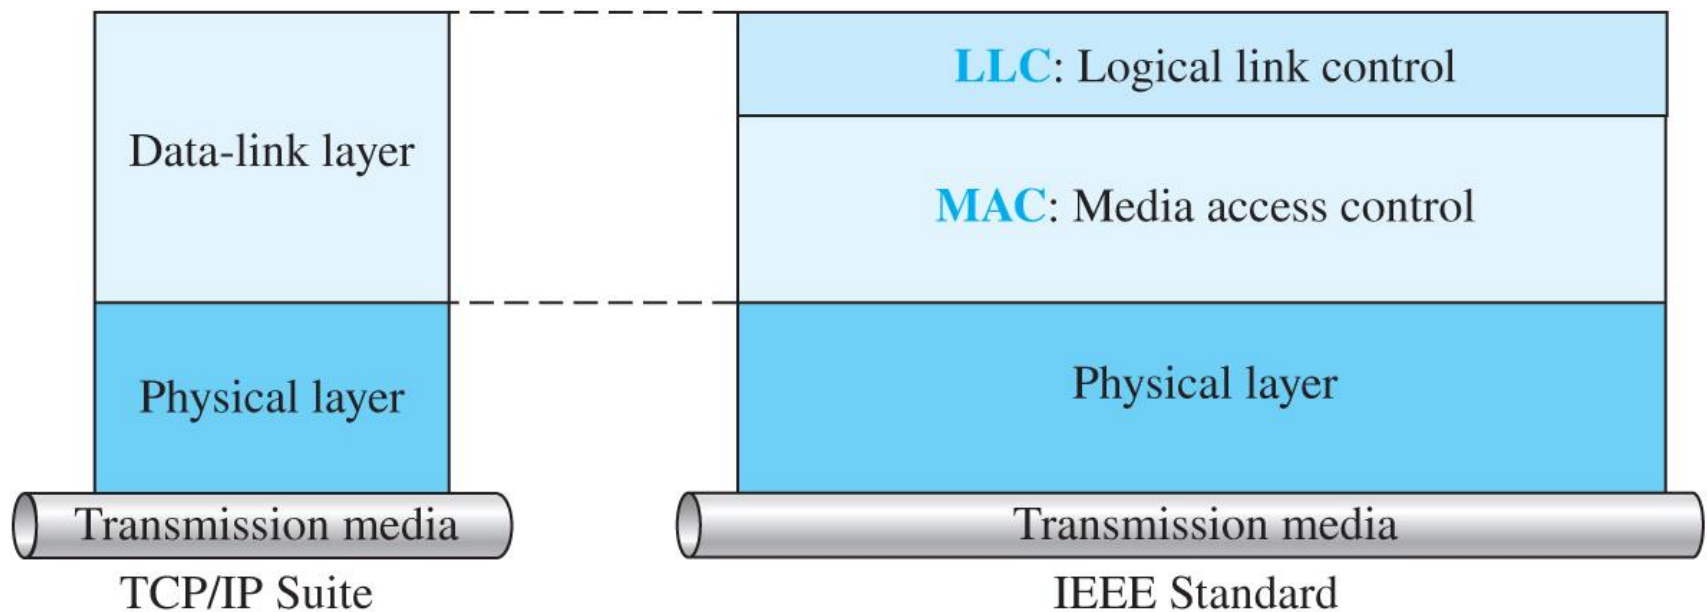 LLC: Logical link control
Data-link layer
MAC: Media access control
Physical layer
Physical layer
Transmission media
Transmission media
TCP/IP Suite
IEEE Standard